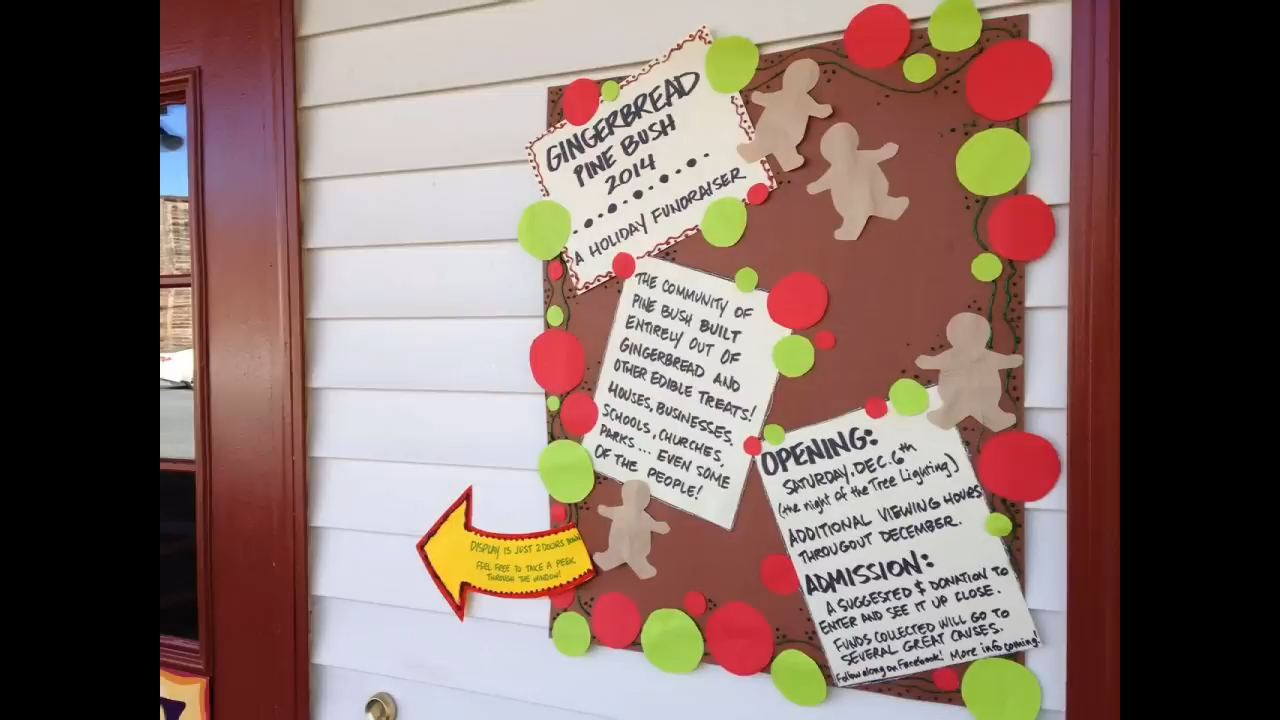 GINGERBREAD
PINE BUSH
2014
A HOLIDAY FUNDRAISER
THE COMMUNITY OF
PINE BUSH BUILT
ENTIRELY OUT OF
GINGERBREAD AND
OTHER EDIBLE TREATS!
HOUSES, BUSINESSES,
SCHOOLS, CHURCHES,
PARKS... EVEN SOME
OF THE PEOPLE!
DISPLAY IS JUST 2 DOORS DOWN
FEEL FREE TO TAKE A PEEK
THROUGH THE WINDOW!
OPENING:
SATURDAY, DEC. 6th
(the night of the Tree Lighting)
ADDITIONAL VIEWING HOURS
THROUGOUT DECEMBER.
ADMISSION:
A SUGGESTED $ DONATION TO
ENTER AND SEE IT UP CLOSE.
FUNDS COLLECTED WILL GO TO
SEVERAL GREAT CAUSES.
Follow along on Facebook! More info coming!